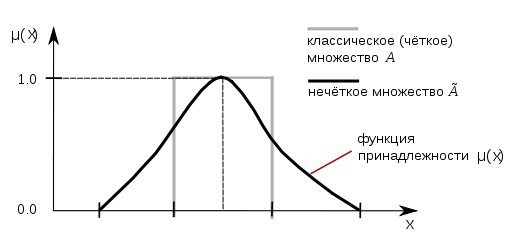 μ(x)
классическое (чёткое)
множество A
1.0
нечёткое множество Ã
функция
принадлежности μ(x)
0.0
x